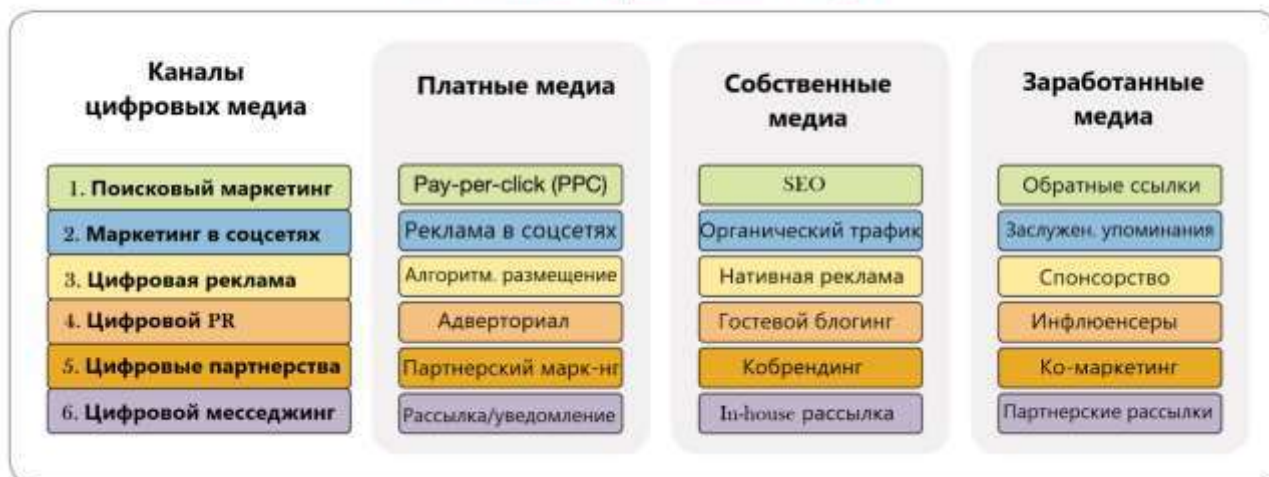 Каналы
цифровых медиа
Платные медиа
Собственные
медиа
Заработанные
медиа
1. Поисковый маркетинг
Pay-per-click (PPC)
SEO
Обратные ссылки
2. Маркетинг в соцсетях
Реклама в соцсетях
Органический трафик
Заслужен. упоминания
3. Цифровая реклама
Алгоритм. размещение
Нативная реклама
Спонсорство
4. Цифровой PR
Адверториал
Гостевой блогинг
Инфлюенсеры
5. Цифровые партнерства
Партнерский марк-нг
Кобрендинг
Ко-маркетинг
6. Цифровой месседжинг
Рассылка/уведомление
In-house рассылка
Партнерские рассылки